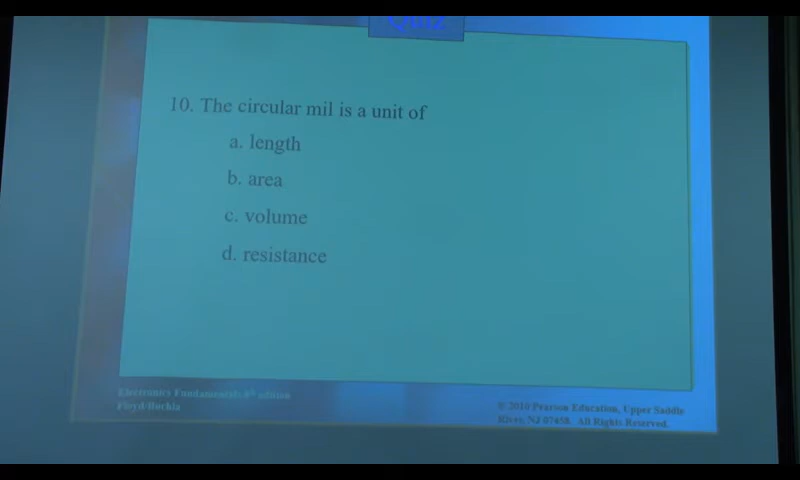 Quiz
10. The circular mil is a unit of
a. length
b. area
c. volume
d. resistance
Electronics Fundamentals 8th edition
Floyd/Buchla
© 2010 Pearson Education, Upper Saddle
River, NJ 07458. All Rights Reserved.